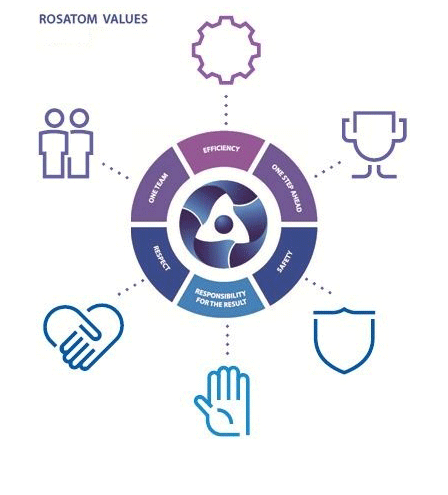 ROSATOM VALUES
EFFICIENCY
ONE STEP AHEAD
SAFETY
RESPONSIBILITY
FOR THE RESULT
RESPECT
ONE TEAM